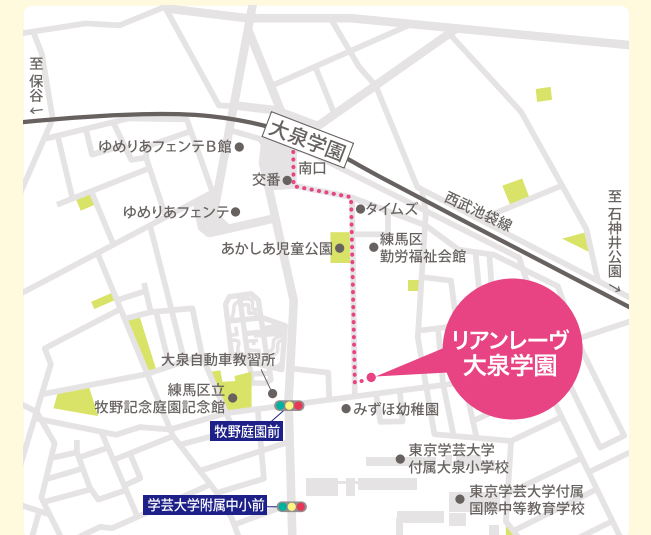 至保谷←
大泉学園
ゆめりあフェンテB館
南口
交番
至石神井公園→
西武池袋線
ゆめりあフェンテ
タイムズ
あかしあ児童公園
練馬区
勤労福祉会館
リアンレーヴ
大泉学園
大泉自動車教習所
練馬区立
牧野記念庭園記念館
みずほ幼稚園
牧野庭園前
東京学芸大学
付属大泉小学校
東京学芸大学付属
国際中等教育学校
学芸大学附属中小前